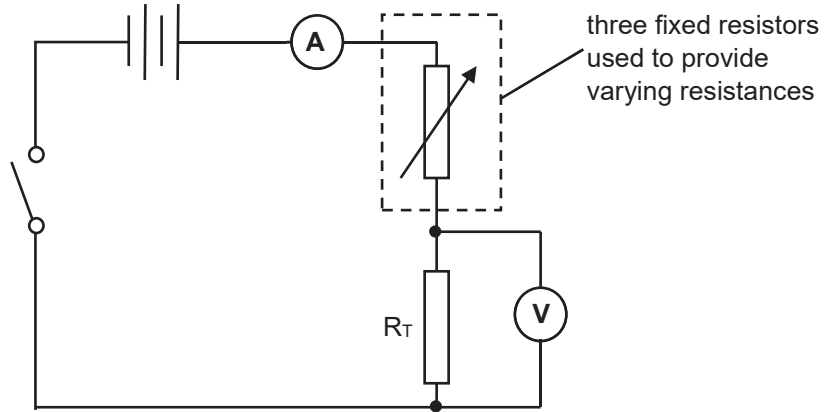 A
three fixed resistors
used to provide
varying resistances
RT
V